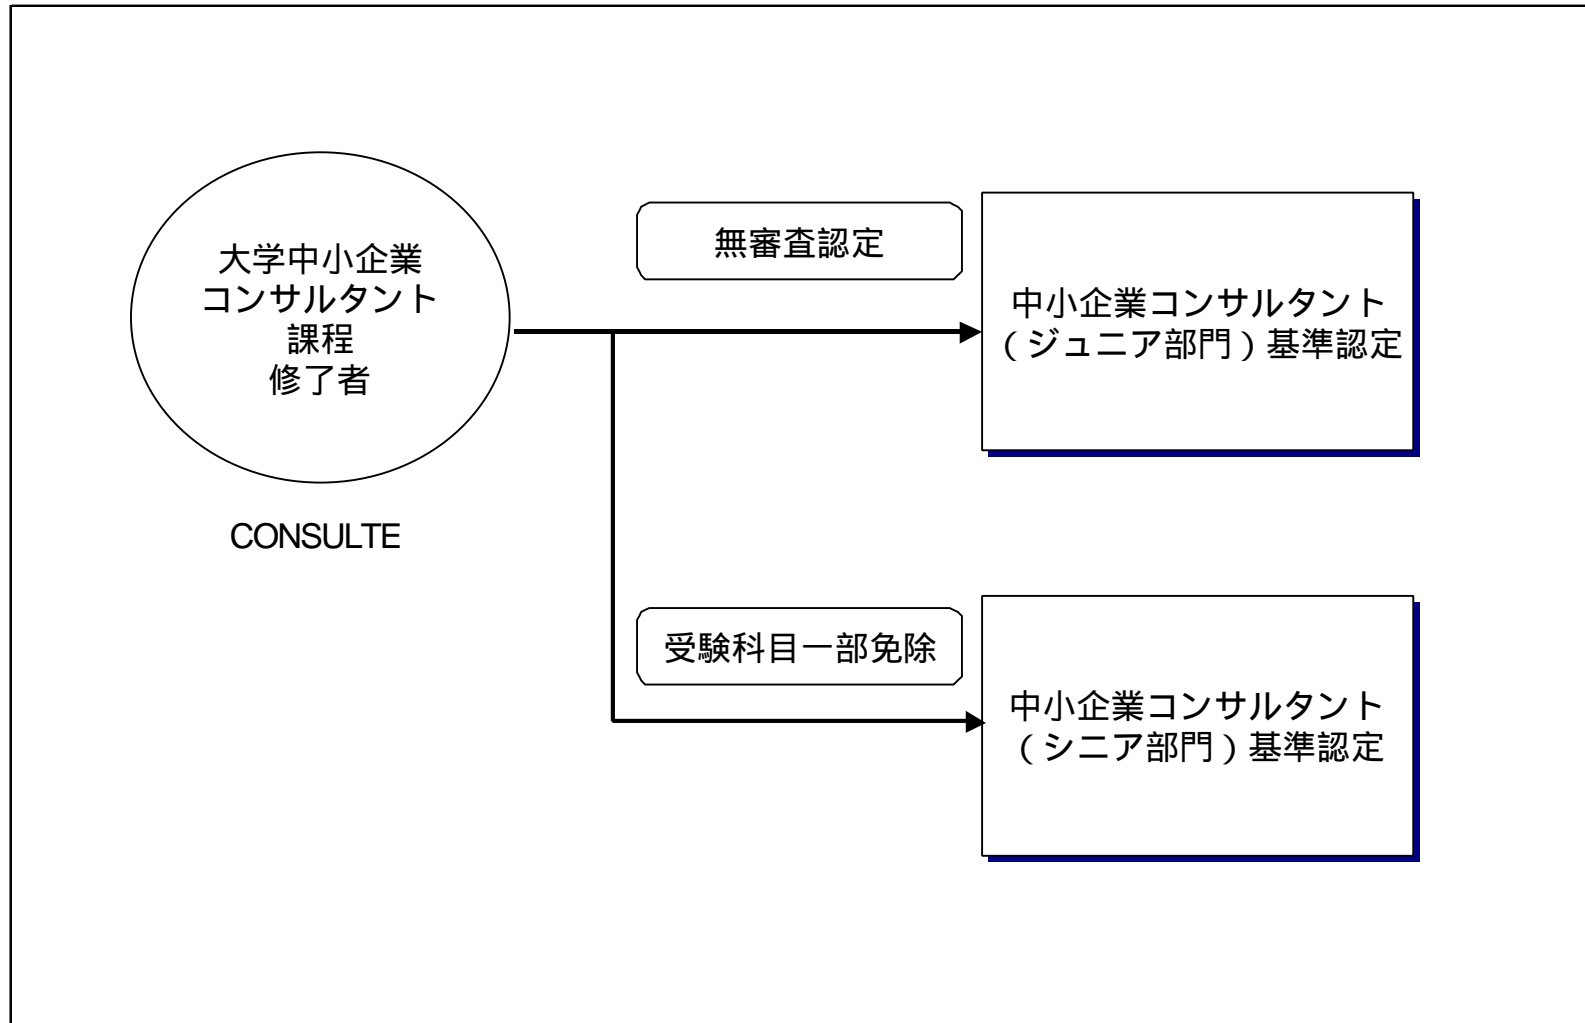 大学中小企業
コンサルタント
課程
修了者
CONSULTE
無審査認定
中小企業コンサルタント
(ジュニア部門)基準認定
受験科目一部免除
中小企業コンサルタント
(シニア部門)基準認定